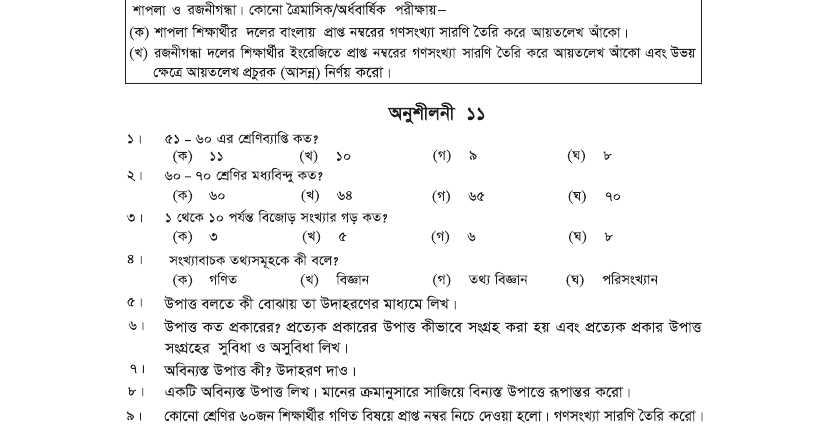 শাপলা ও রজনীগন্ধা। কোনো ত্রৈমাসিক/অর্ধবার্ষিক পরীক্ষায়–
(ক) শাপলা শিক্ষার্থীর দলের বাংলায় প্রাপ্ত নম্বরের গণসংখ্যা সারণি তৈরি করে আয়তলেখ আঁকো।
(খ) রজনীগন্ধা দলের শিক্ষার্থীর ইংরেজিতে প্রাপ্ত নম্বরের গণসংখ্যা সারণি তৈরি করে আয়তলেখ আঁকো এবং উভয়
ক্ষেত্রে আয়তলেখ প্রচুরক (আসন্ন) নির্ণয় করো।
অনুশীলনী ১১
১। ৫১ – ৬০ এর শ্রেণিব্যাপ্তি কত?
(ক) ১১ (খ) ১০ (গ) ৯ (ঘ) ৮
২। ৬০ – ৭০ শ্রেণির মধ্যবিন্দু কত?
(ক) ৬০ (খ) ৬৪ (গ) ৬৫ (ঘ) ৭০
৩। ১ থেকে ১০ পর্যন্ত বিজোড় সংখ্যার গড় কত?
(ক) ৩ (খ) ৫ (গ) ৬ (ঘ) ৮
৪। সংখ্যাবাচক তথ্যসমূহকে কী বলে?
(ক) গণিত (খ) বিজ্ঞান (গ) তথ্য বিজ্ঞান (ঘ) পরিসংখ্যান
৫। উপাত্ত বলতে কী বোঝায় তা উদাহরণের মাধ্যমে লিখ।
৬। উপাত্ত কত প্রকারের? প্রত্যেক প্রকারের উপাত্ত কীভাবে সংগ্রহ করা হয় এবং প্রত্যেক প্রকার উপাত্ত
সংগ্রহের সুবিধা ও অসুবিধা লিখ।
৭। অবিন্যস্ত উপাত্ত কী? উদাহরণ দাও।
৮। একটি অবিন্যস্ত উপাত্ত লিখ। মানের ক্রমানুসারে সাজিয়ে বিন্যস্ত উপাত্তে রূপান্তর করো।
৯। কোনো শ্রেণির ৬০জন শিক্ষার্থীর গণিত বিষয়ে প্রাপ্ত নম্বর নিচে দেওয়া হলো। গণসংখ্যা সারণি তৈরি করো।